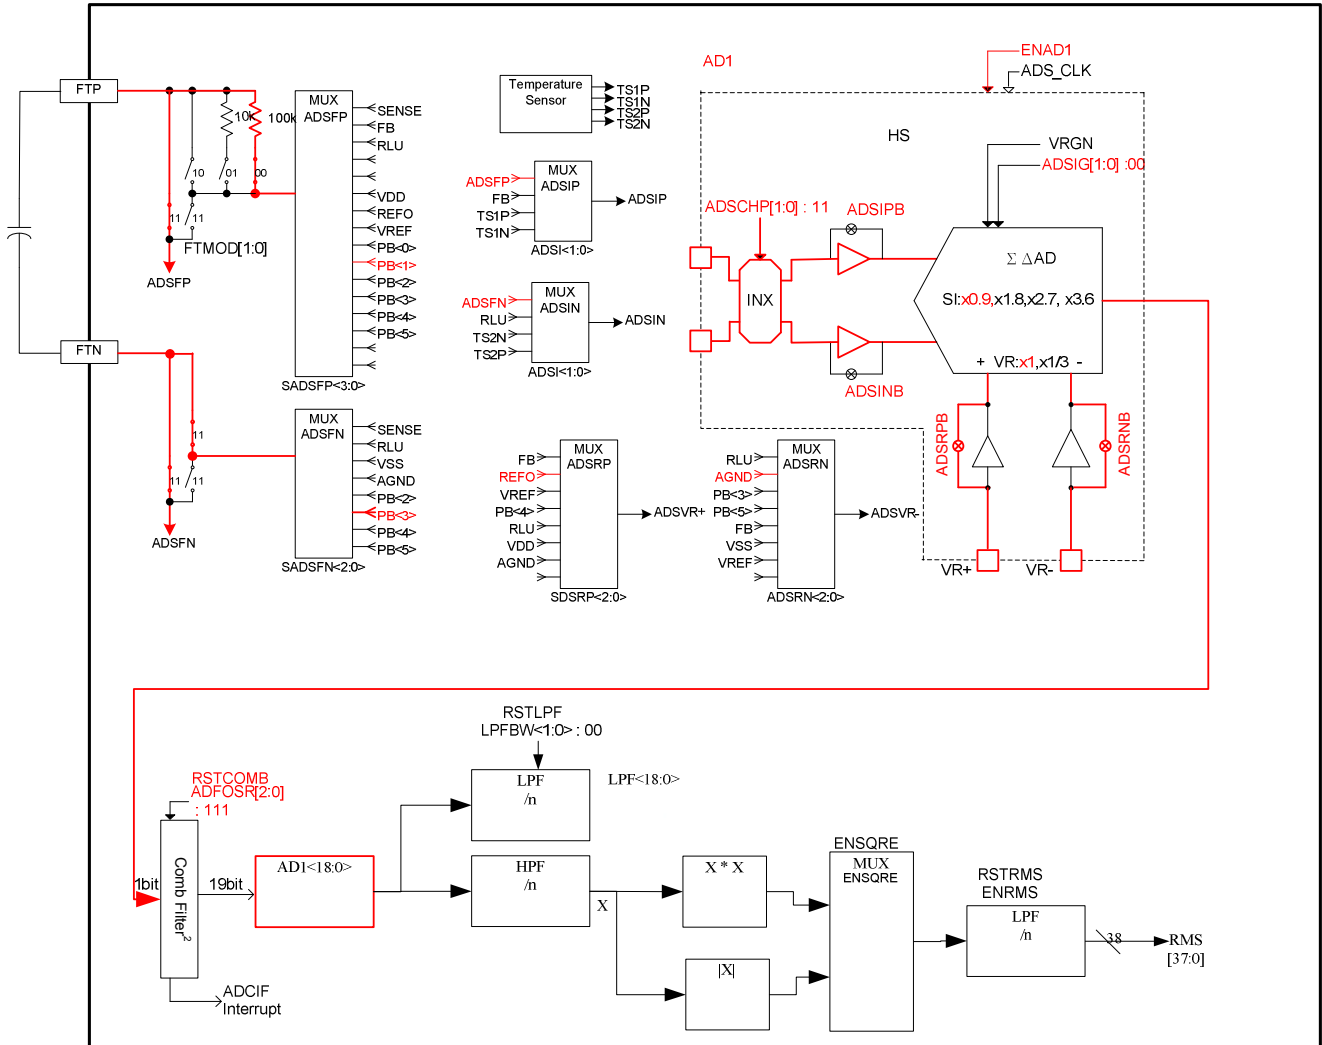 ENAD1
AD1
ADS_CLK
FTP
10k
100k
10
01
00
11
11
FTMOD[1:0]
ADSFP
MUX
ADSFP
SENSE
FB
RLU
VDD
REFO
VREF
PB<0>
PB<1>
PB<2>
PB<3>
PB<4>
PB<5>
SADSFP<3:0>
FTN
11
11
11
ADSFN
MUX
ADSFN
SENSE
RLU
VSS
AGND
PB<2>
PB<3>
PB<4>
PB<5>
SADSFN<2:0>
Temperature
Sensor
TS1P
TS1N
TS2P
TS2N
MUX
ADSIP
ADSFP
FB
TS1P
TS1N
ADSIP
ADSI<1:0>
MUX
ADSIN
ADSFN
RLU
TS2N
TS2P
ADSIN
ADSI<1:0>
MUX
ADSRP
FB
REFO
VREF
PB<4>
RLU
VDD
AGND
ADSVR+
SDSRP<2:0>
MUX
ADSRN
RLU
AGND
PB<3>
PB<5>
FB
VSS
VREF
ADSVR-
ADSRN<2:0>
HS
VRGN
ADSIG[1:0] :00
ADSCHP[1:0] : 11
ADSIPB
INX
ADSINB
Σ ΔAD
SI:x0.9,x1.8,x2.7, x3.6
+ VR:x1,x1/3 -
ADSRPB
ADSRNB
VR+
VR-
RSTLPF
LPFBW<1:0> : 00
LPF
/n
LPF<18:0>
RSTCOMB
ADFOSR[2:0]
: 111
1bit
Comb Filter2
19bit
AD1<18:0>
HPF
/n
X
X * X
|X|
ENSQRE
MUX
ENSQRE
RSTRMS
ENRMS
LPF
/n
38
RMS
[37:0]
ADCIF
Interrupt